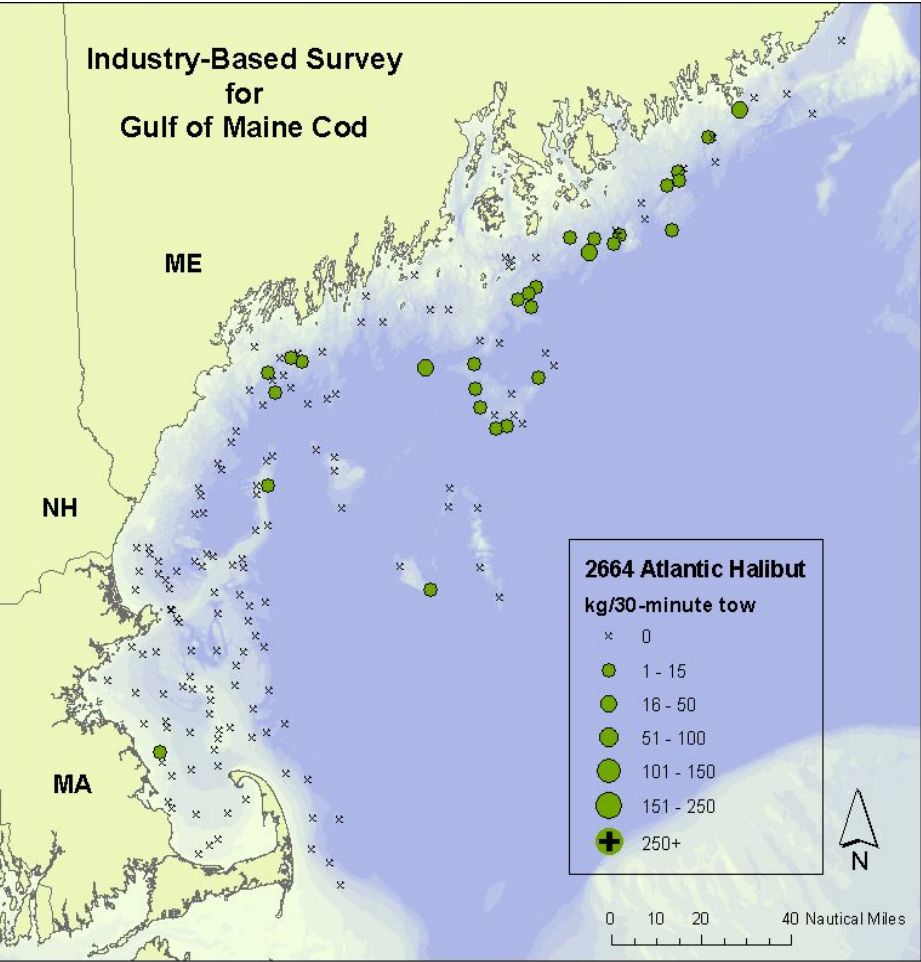 Industry-Based Survey
for
Gulf of Maine Cod
ME
NH
MA
2664 Atlantic Halibut
kg/30-minute tow
0
1 - 15
16 - 50
51 - 100
101 - 150
151 - 250
250+
N
0 10 20 40 Nautical Miles